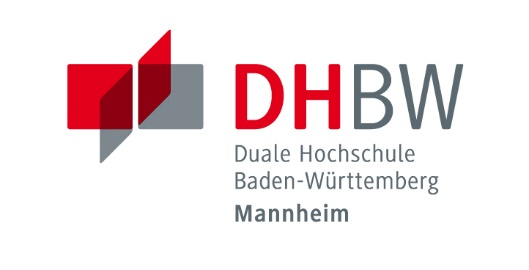 DHBW
Duale Hochschule
Baden-Württemberg
Mannheim